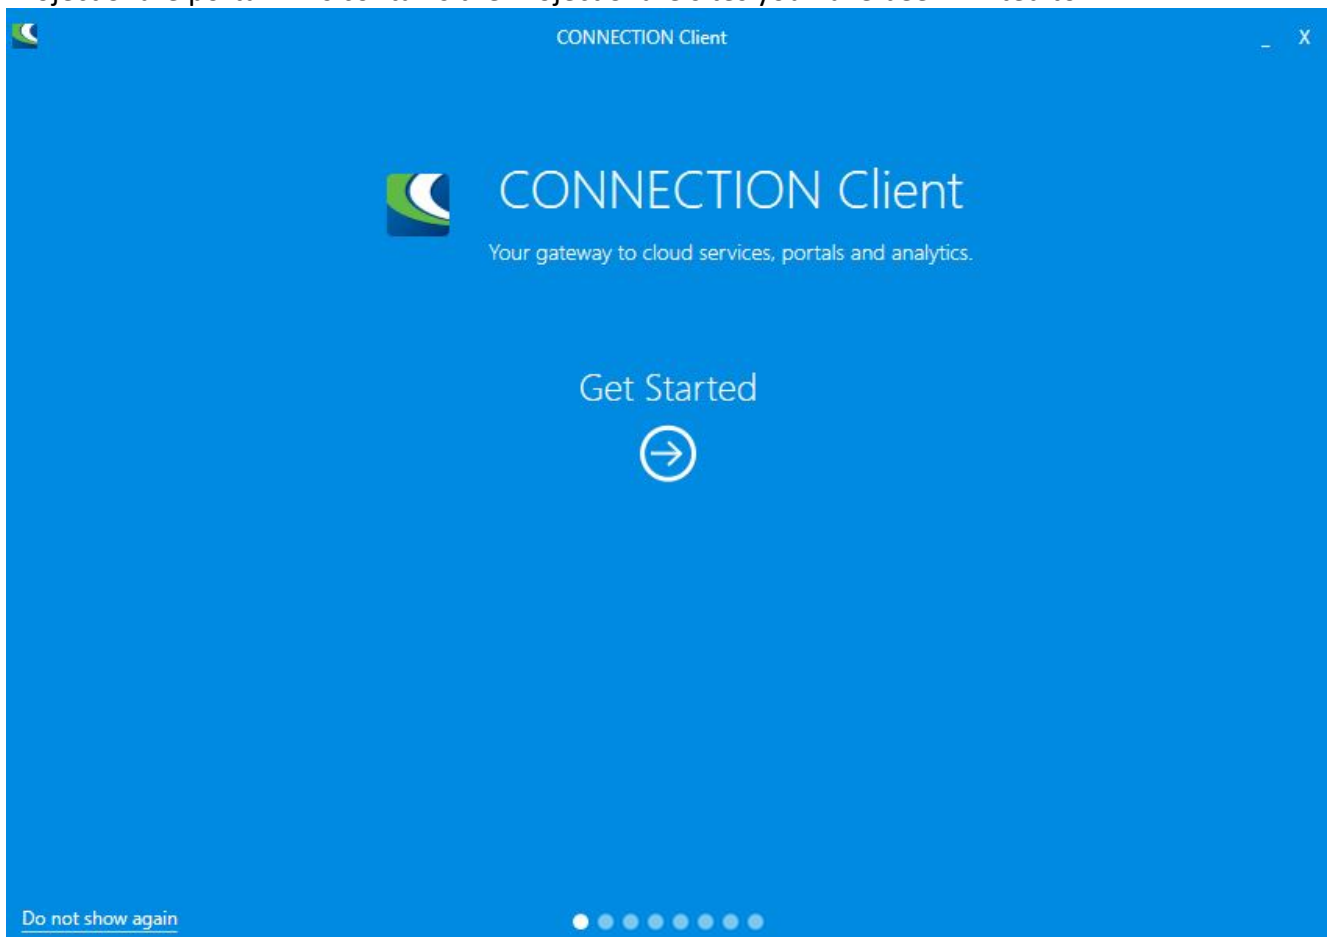 CONNECTION Client
_ X
CONNECTION Client
Your gateway to cloud services, portals and analytics.
Get Started
Do not show again